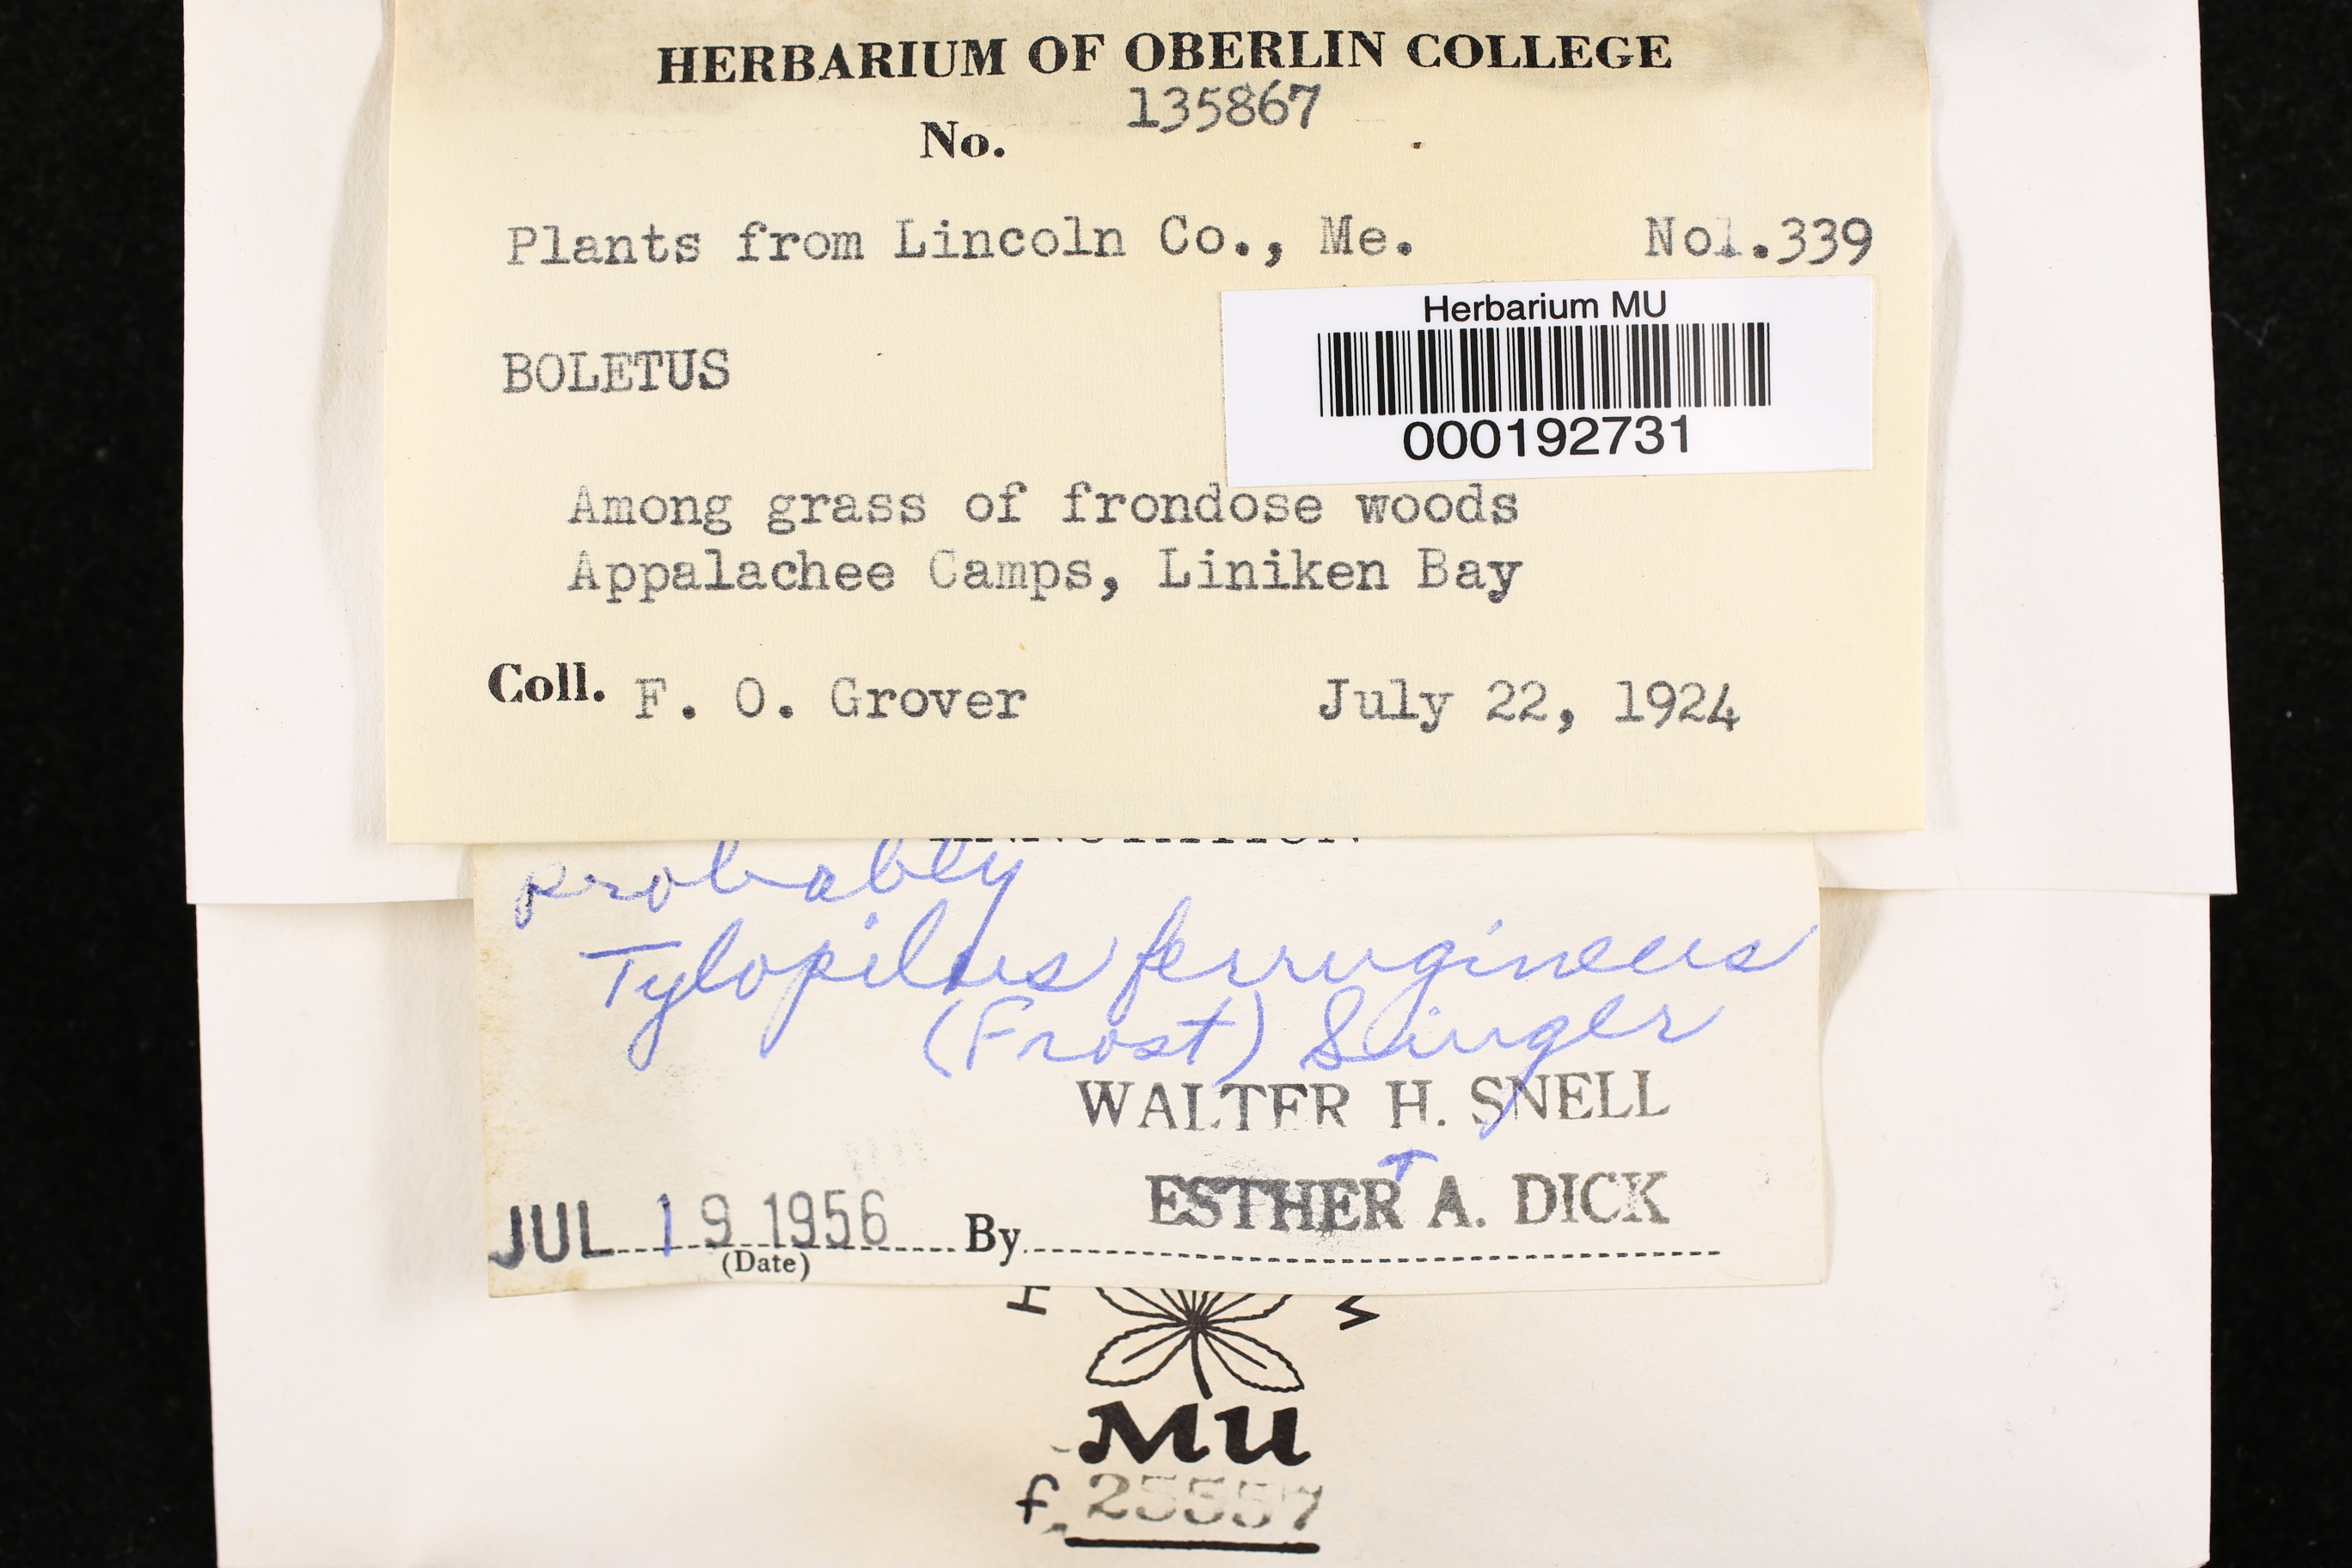 HERBARIUM OF OBERLIN COLLEGE
135867
No.
Plants from Lincoln Co., Me. No1.339
Herbarium MU
BOLETUS
000192731
Among grass of frondose woods
Appalachee Camps, Liniken Bay
Coll. F. O. Grover July 22, 1924
probably
Tylopilus ferrugineus
(Frost) Singer
WALTER H. SNELL
ESTHER A. DICK
JUL 19 1956 By
(Date)
MU
f. 25557